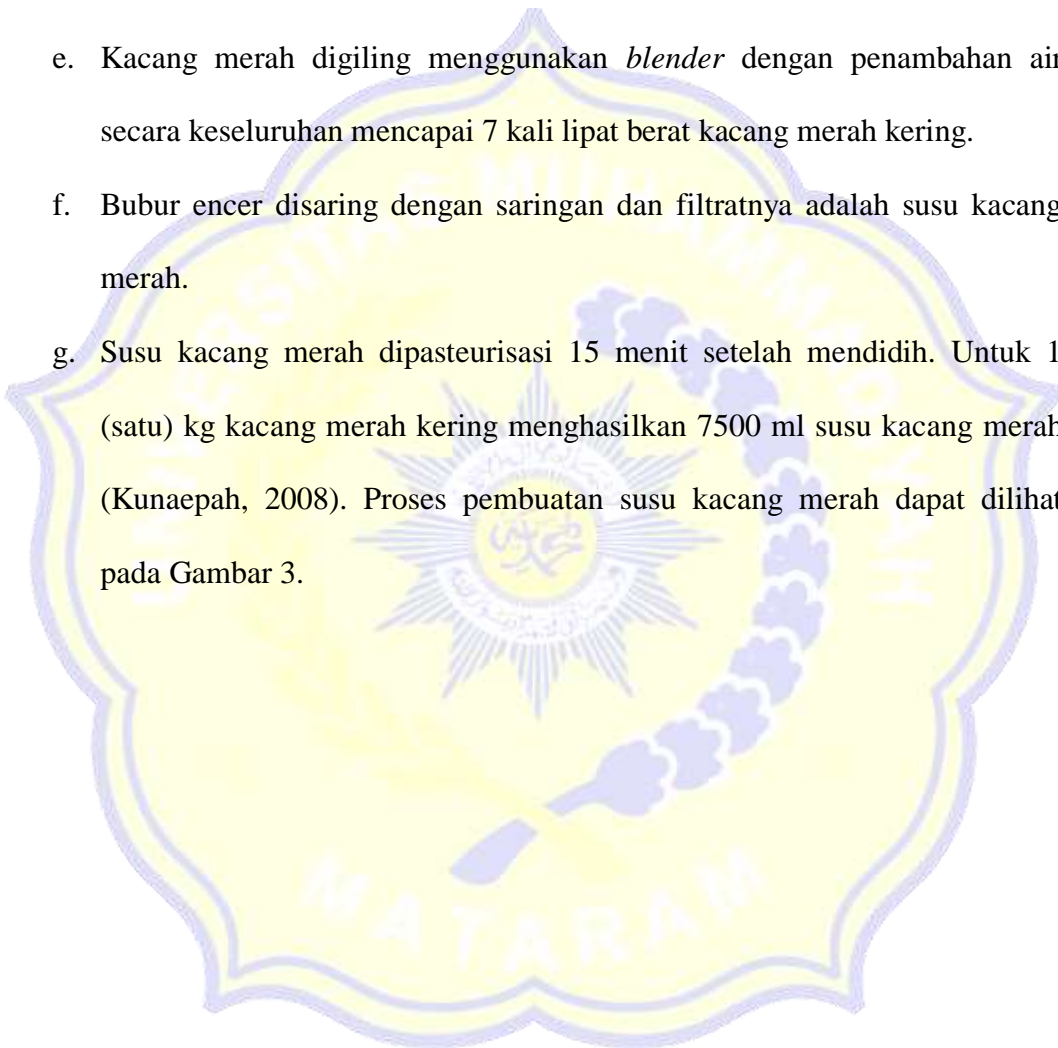 e. Kacang merah digiling menggunakan blender dengan penambahan air
secara keseluruhan mencapai 7 kali lipat berat kacang merah kering.
f. Bubur encer disaring dengan saringan dan filtratnya adalah susu kacang
merah.
g. Susu kacang merah dipasteurisasi 15 menit setelah mendidih. Untuk 1
(satu) kg kacang merah kering menghasilkan 7500 ml susu kacang merah
(Kunaepah, 2008). Proses pembuatan susu kacang merah dapat dilihat
pada Gambar 3.
UNIVERSITAS MUHAMMADIYAH
MATARAM